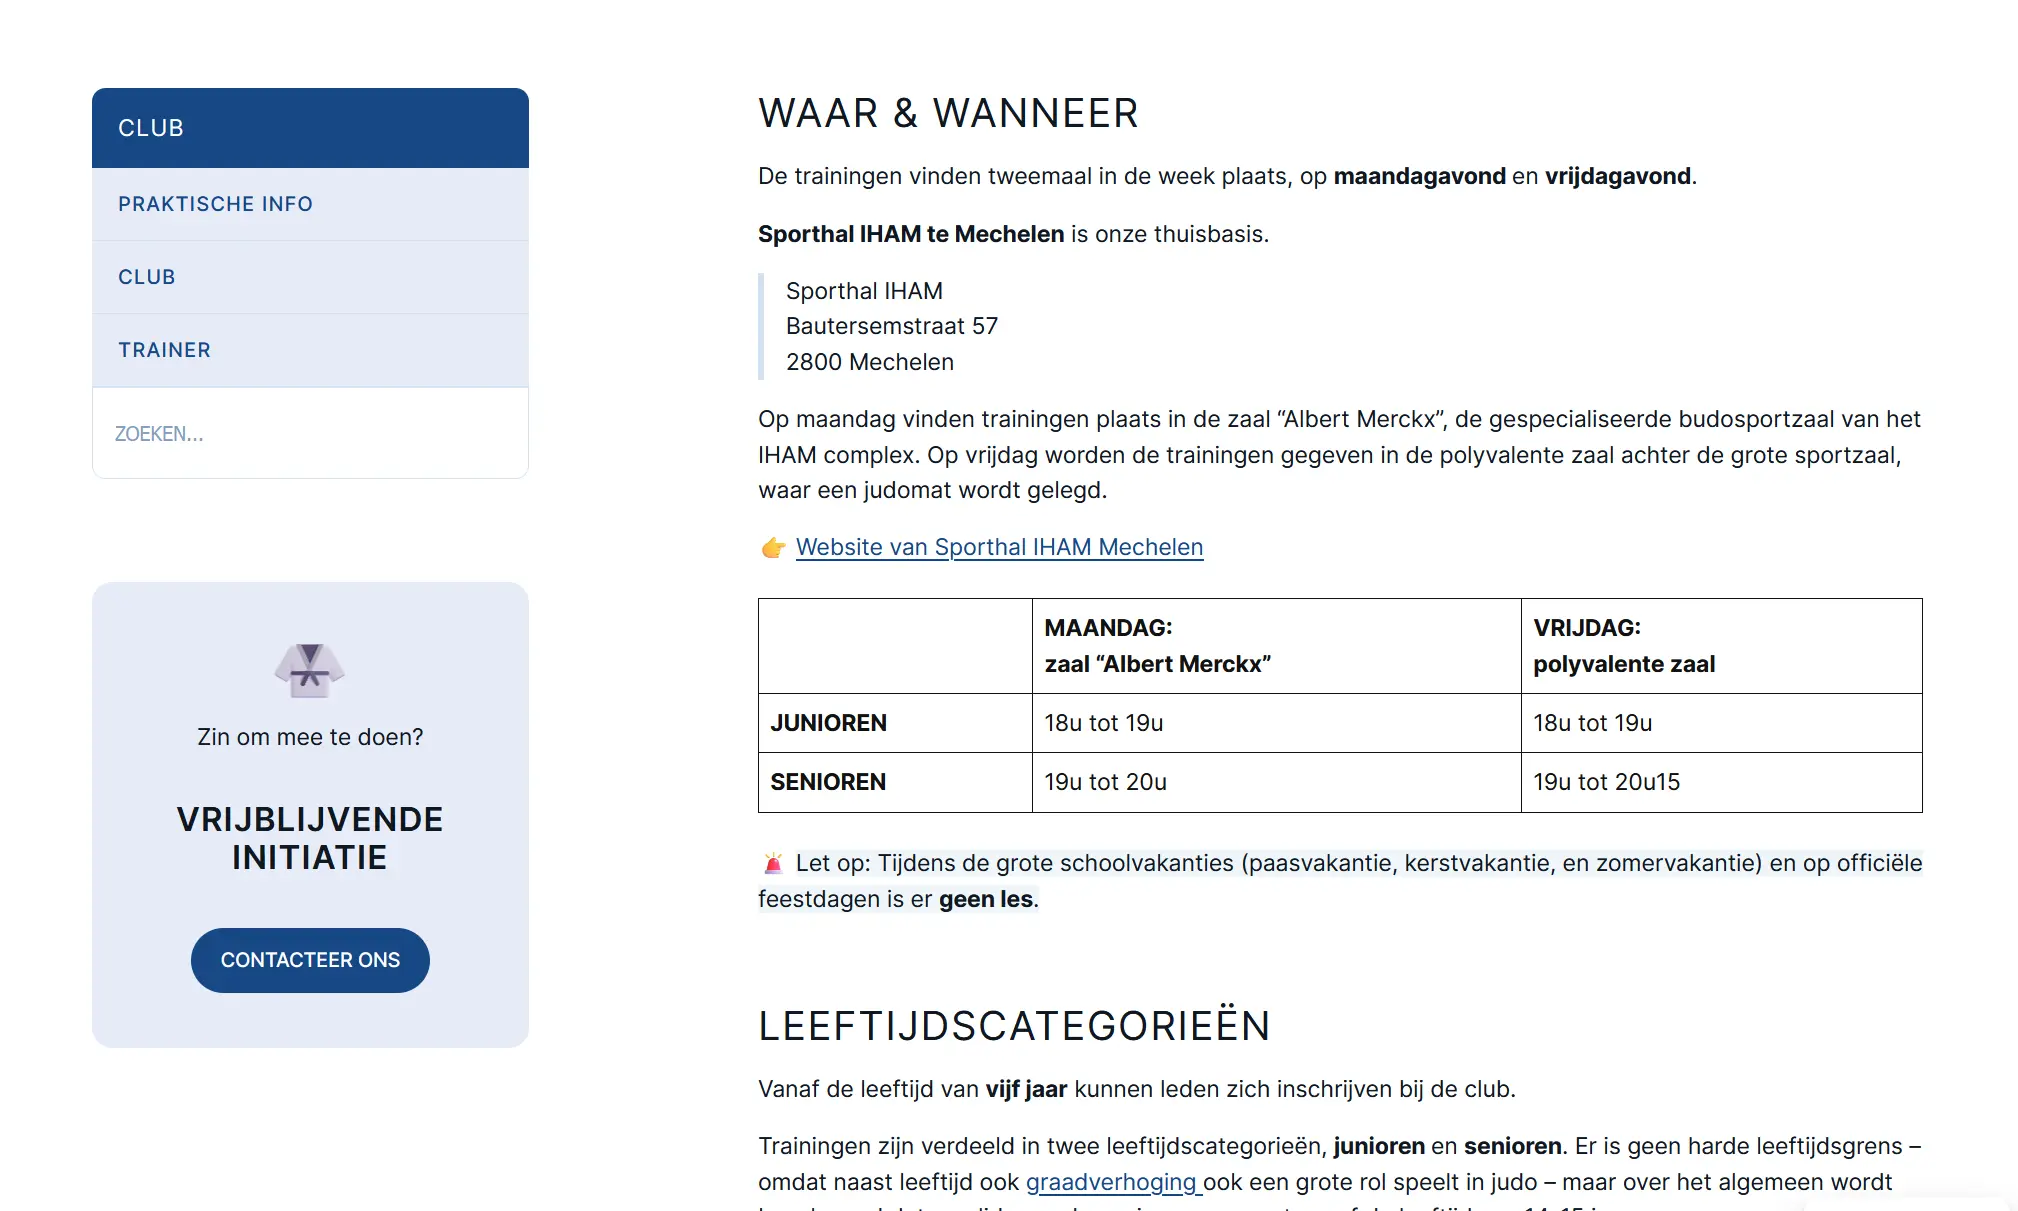 CLUB
PRAKTISCHE INFO
CLUB
TRAINER
ZOEKEN...
Zin om mee te doen?
VRIJBLIJVENDE
INITIATIE
CONTACTEER ONS
WAAR & WANNEER
De trainingen vinden tweemaal in de week plaats, op maandagavond en vrijdagavond.
Sporthal IHAM te Mechelen is onze thuisbasis.
Sporthal IHAM
Bautersemstraat 57
2800 Mechelen
Op maandag vinden trainingen plaats in de zaal “Albert Merckx”, de gespecialiseerde budosportzaal van het
IHAM complex. Op vrijdag worden de trainingen gegeven in de polyvalente zaal achter de grote sportzaal,
waar een judomat wordt gelegd.
Website van Sporthal IHAM Mechelen
MAANDAG: VRIJDAG:
zaal “Albert Merckx” polyvalente zaal
JUNIOREN 18u tot 19u 18u tot 19u
SENIOREN 19u tot 20u 19u tot 20u15
Let op: Tijdens de grote schoolvakanties (paasvakantie, kerstvakantie, en zomervakantie) en op officiële
feestdagen is er geen les.
LEEFTIJDSCATEGORIEËN
Vanaf de leeftijd van vijf jaar kunnen leden zich inschrijven bij de club.
Trainingen zijn verdeeld in twee leeftijdscategorieën, junioren en senioren. Er is geen harde leeftijdsgrens –
omdat naast leeftijd ook graadverhoging ook een grote rol speelt in judo – maar over het algemeen wordt